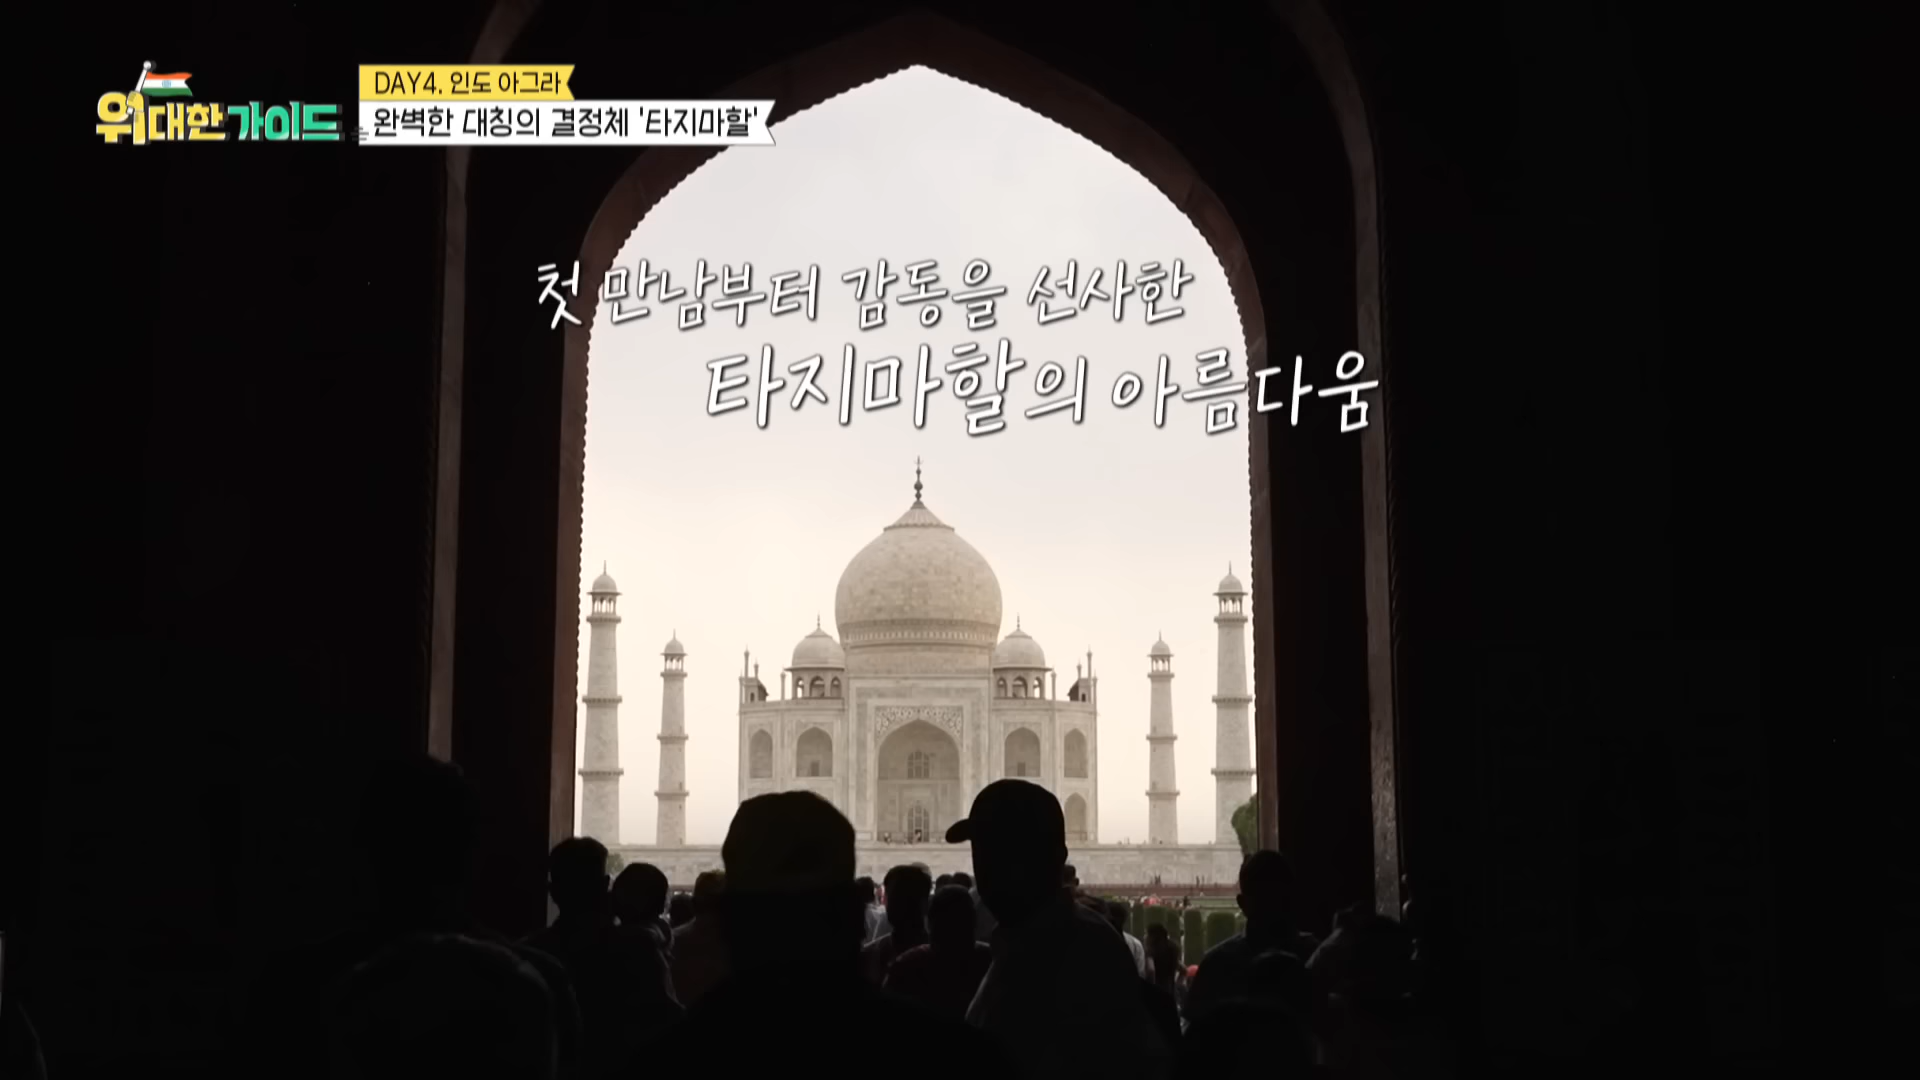 위대한 가이드
DAY4. 인도 아그라
완벽한 대칭의 결정체 '타지마할'
첫 만남부터 감동을 선사한
타지마할의 아름다움